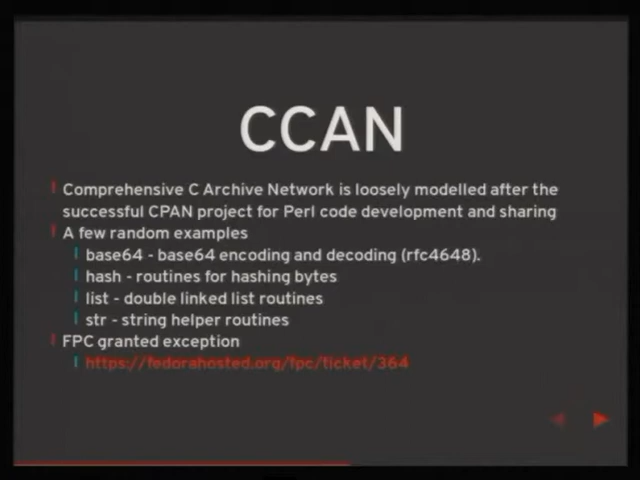 CCAN
Comprehensive C Archive Network is loosely modelled after the
successful CPAN project for Perl code development and sharing
A few random examples
base64 - base64 encoding and decoding (rfc4648).
hash - routines for hashing bytes
list - double linked list routines
str - string helper routines
FPC granted exception
https://fedorahosted.org/fpc/ticket/364